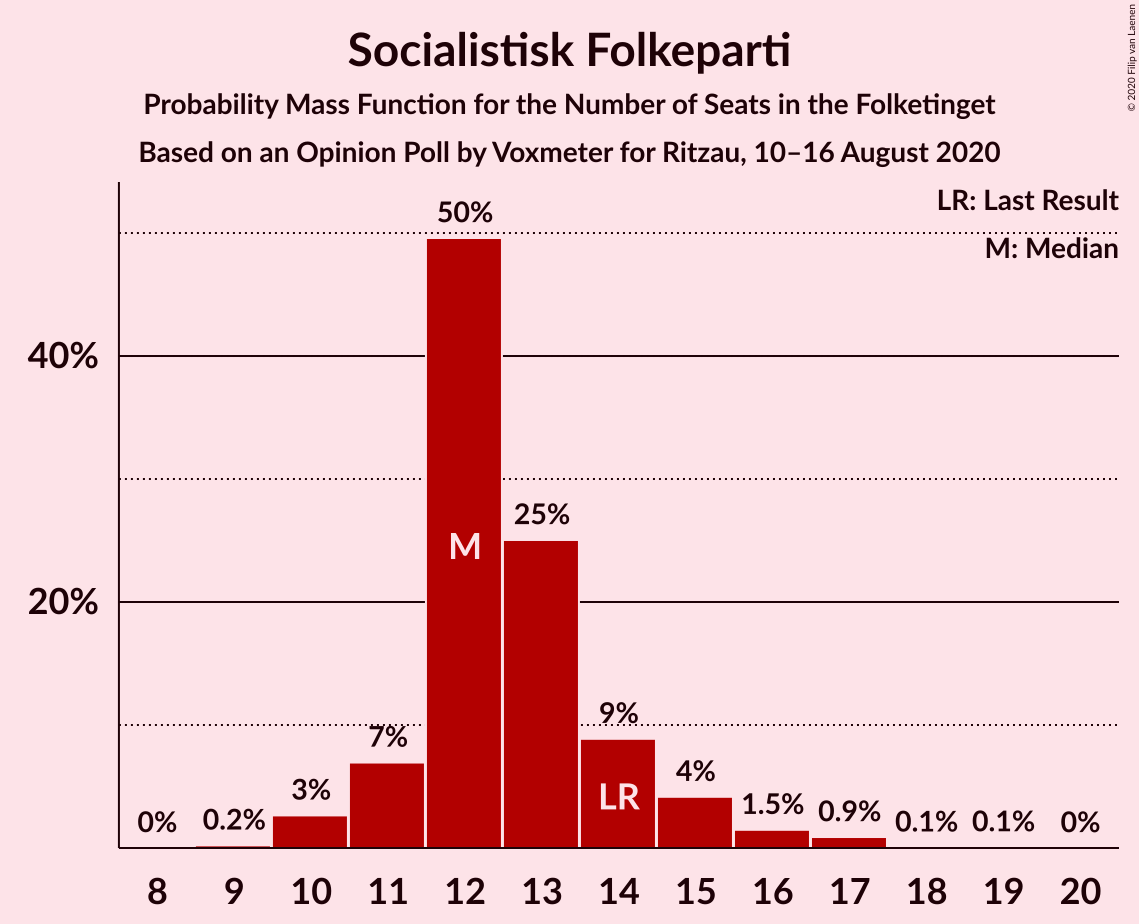 Socialistisk Folkeparti
Probability Mass Function for the Number of Seats in the Folketinget
Based on an Opinion Poll by Voxmeter for Ritzau, 10–16 August 2020
© 2020 Filip van Laenen
LR: Last Result
M: Median
50%
40%
25%
M
20%
9%
7%
4%
LR
3%
1.5%
0.9%
0% 0.2% 0.1% 0.1% 0%
8 9 10 11 12 13 14 15 16 17 18 19 20